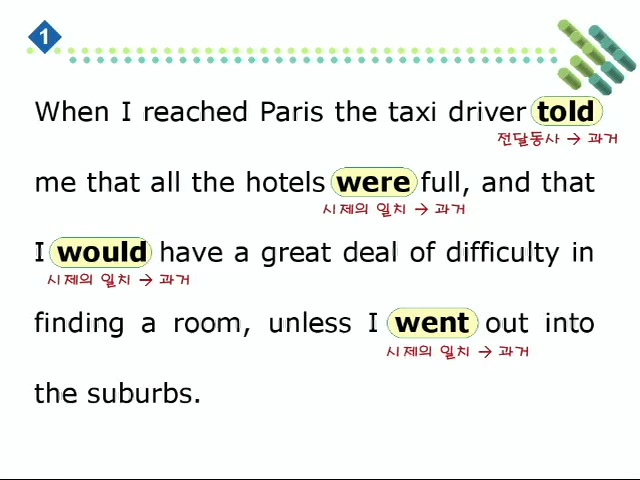 1
When I reached Paris the taxi driver told
전달동사 → 과거
me that all the hotels were full, and that
시제의 일치 → 과거
I would have a great deal of difficulty in
시제의 일치 → 과거
finding a room, unless I went out into
시제의 일치 → 과거
the suburbs.